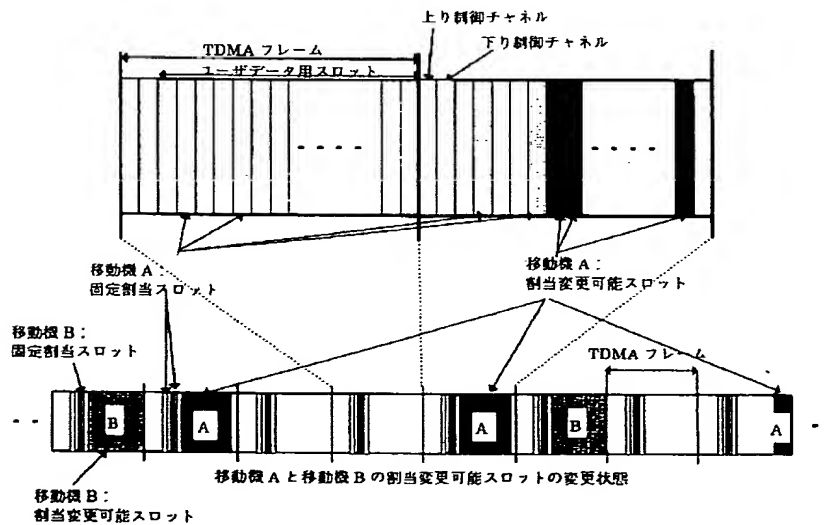 上り制御チャネル
下り制御チャネル
TDMA フレーム
ユーザデータ用スロット
移動機 A：
固定割当スロット
移動機 A：
割当変更可能スロット
移動機 B：
固定割当スロット
TDMA フレーム
B
A
A
B
A
移動機 A と移動機 B の割当変更可能スロットの変更状態
移動機 B：
割当変更可能スロット